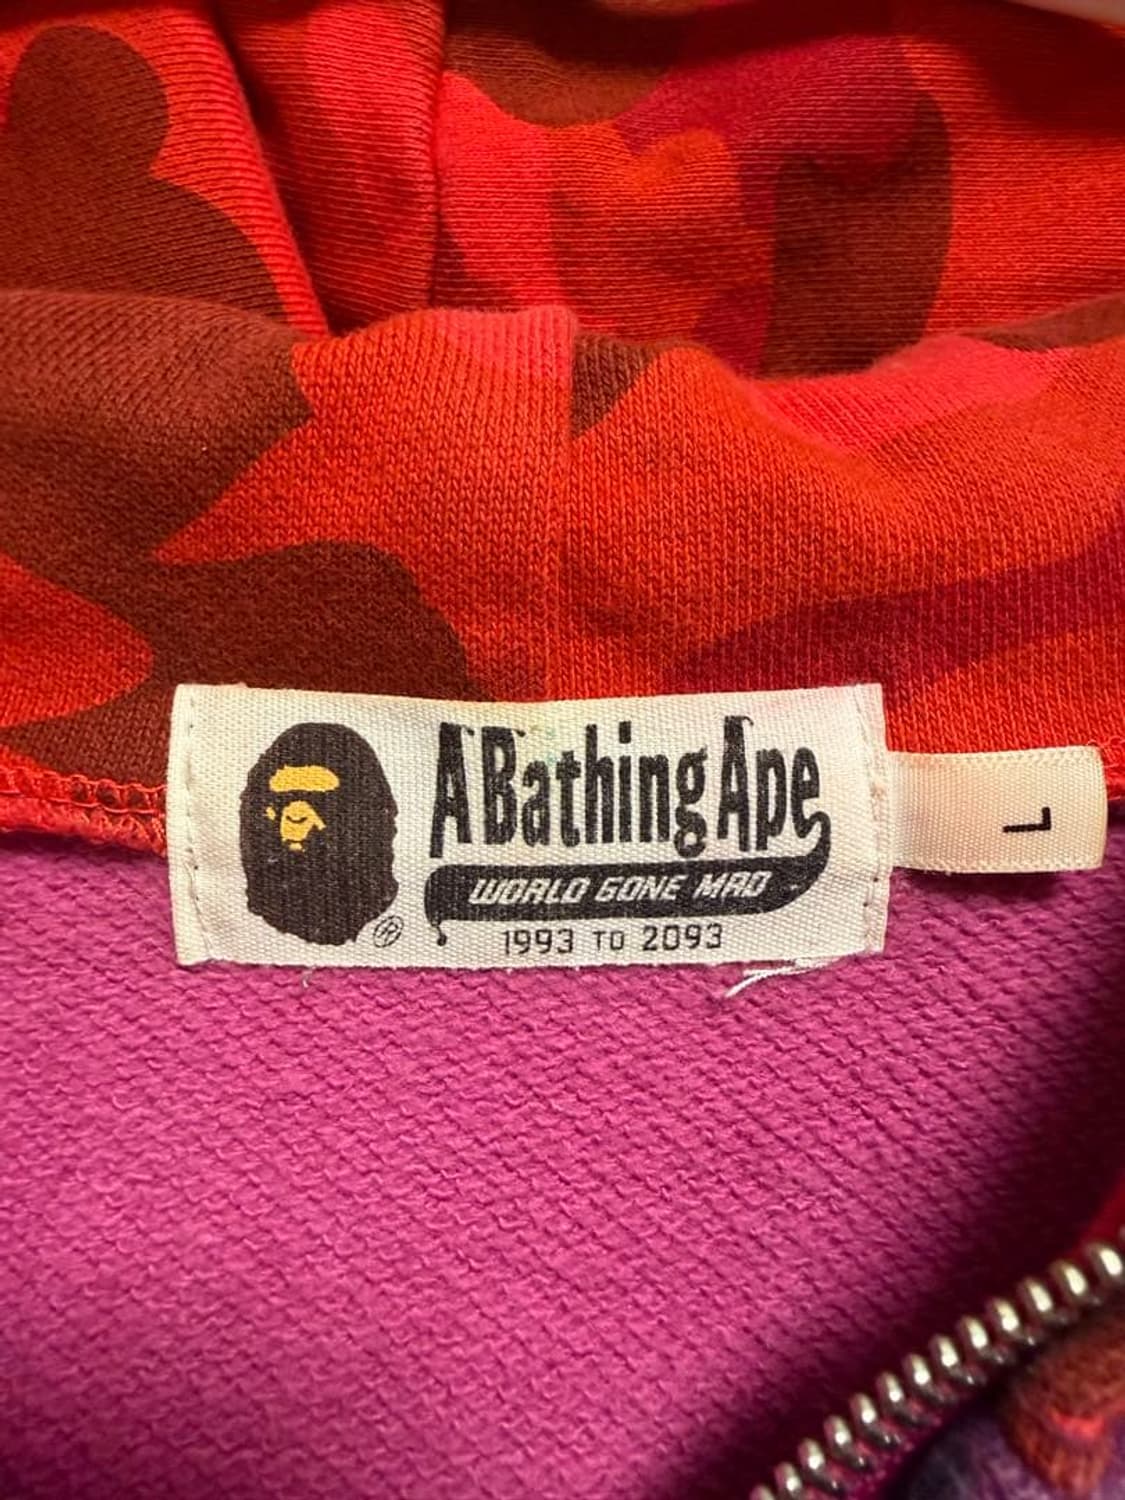 A Bathing Ape
WORLD GONE MAD
®
1993 TO 2093
L